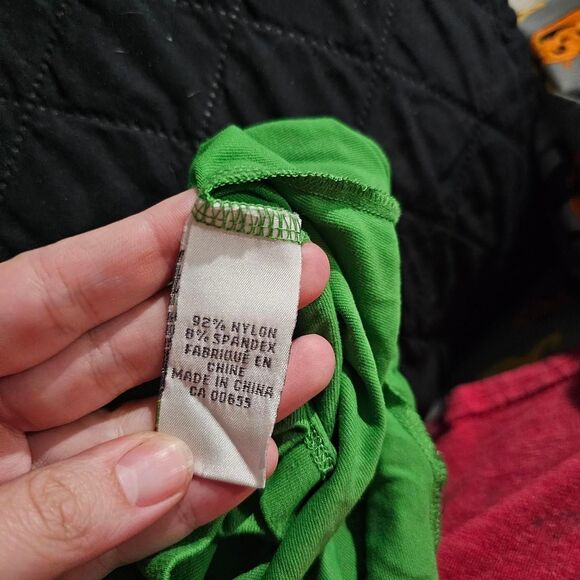 92% NYLON
8% SPANDEX
FABRIQUÉ EN
CHINE
MADE IN CHINA
CA 00655